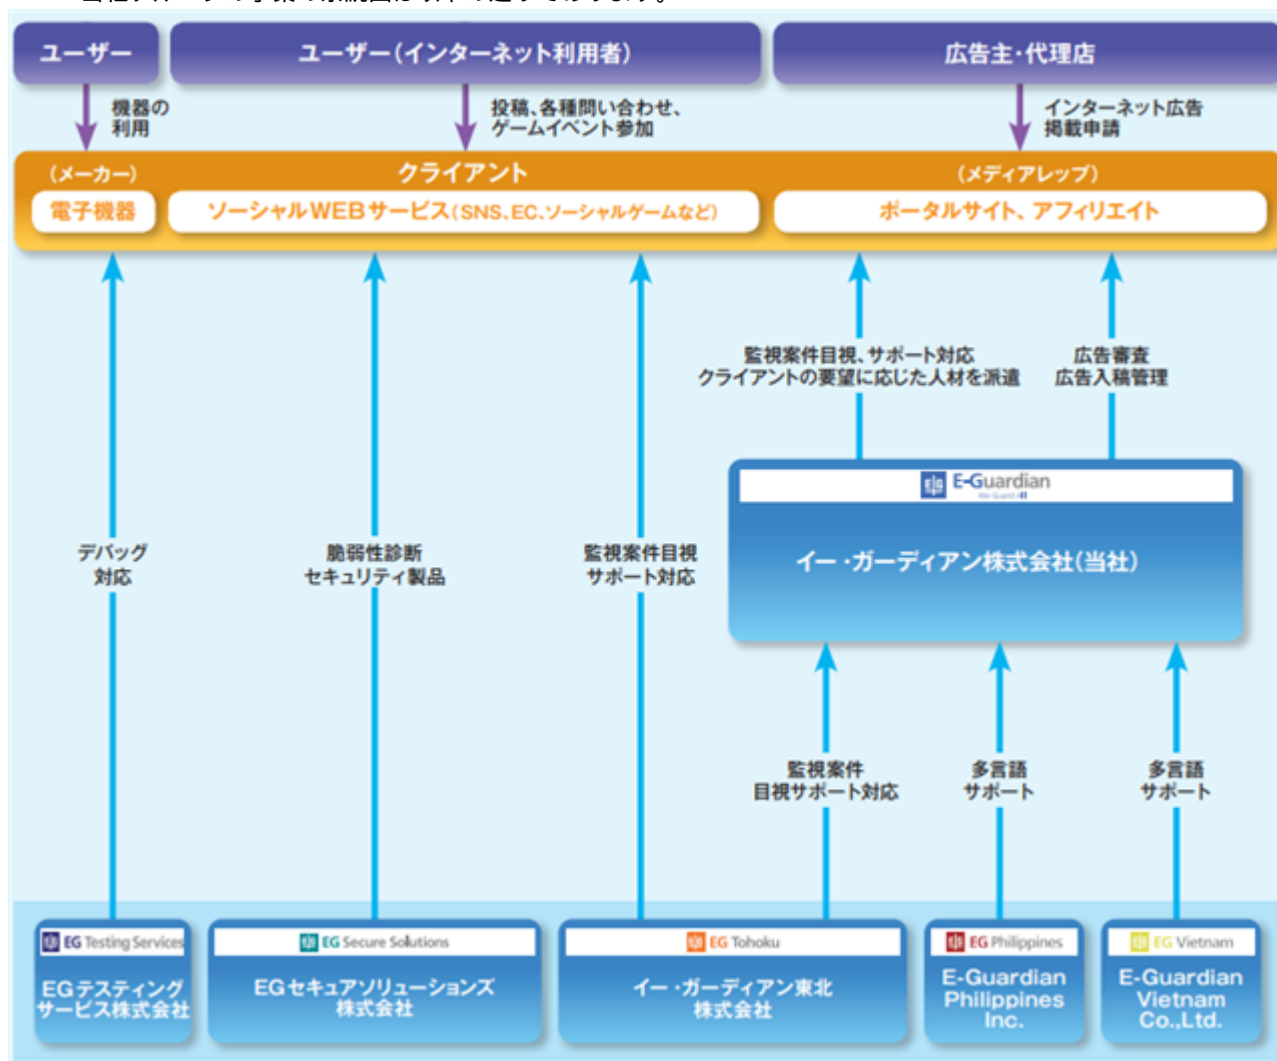 ユーザー
ユーザー(インターネット利用者)
広告主・代理店
機器の
利用
投稿、各種問い合わせ、
ゲームイベント参加
インターネット広告
掲載申請
(メーカー)
クライアント
(メディアレップ)
電子機器
ソーシャルWEBサービス(SNS、EC、ソーシャルゲームなど)
ポータルサイト、アフィリエイト
監視案件目視、サポート対応
クライアントの要望に応じた人材を派遣
広告審査
広告入稿管理
E-Guardian
We Guard All
イー・ガーディアン株式会社(当社)
デバッグ
対応
脆弱性診断
セキュリティ製品
監視案件目視
サポート対応
監視案件
目視サポート対応
多言語
サポート
多言語
サポート
EG Testing Services
EGテスティング
サービス株式会社
EG Secure Solutions
EGセキュアソリューションズ
株式会社
EG Tohoku
イー・ガーディアン東北
株式会社
EG Philippines
E-Guardian
Philippines
Inc.
EG Vietnam
E-Guardian
Vietnam
Co.,Ltd.